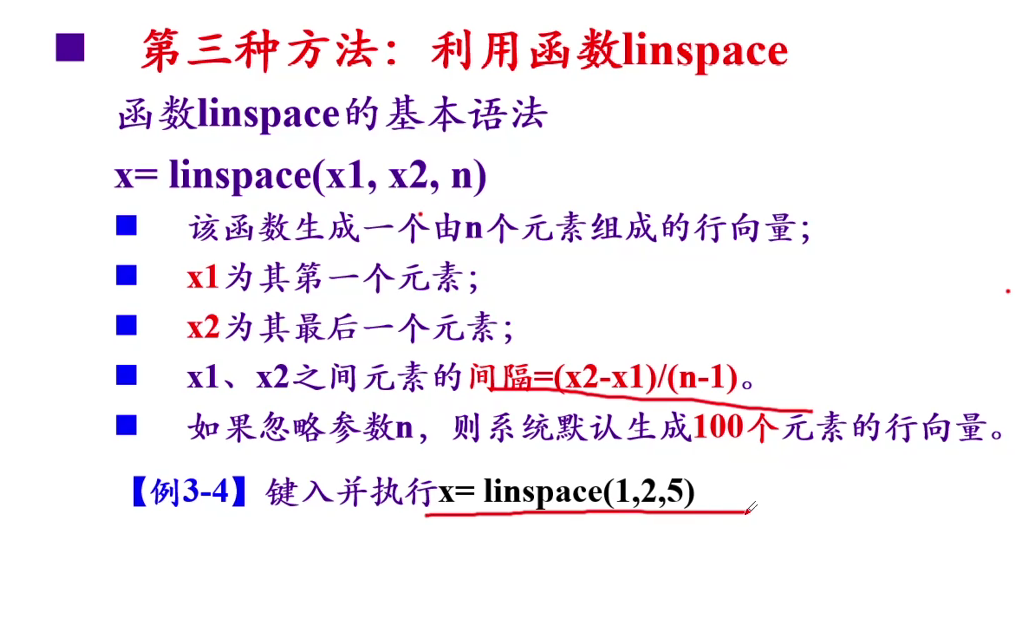 第三种方法：利用函数linspace
函数linspace的基本语法
x= linspace(x1, x2, n)
该函数生成一个由n个元素组成的行向量；
x1为其第一个元素；
x2为其最后一个元素；
x1、x2之间元素的间隔=(x2-x1)/(n-1)。
如果忽略参数n，则系统默认生成100个元素的行向量。
【例3-4】键入并执行x= linspace(1,2,5)